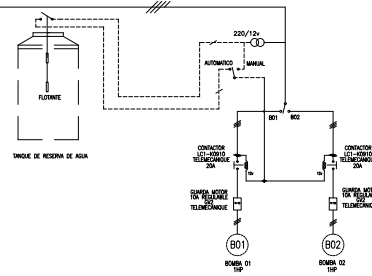 220/12v
AUTOMATICO
MANUAL
FLOTANTE
B01
B02
TANQUE DE RESERVA DE AGUA
CONTACTOR
LC1-K0910
TELEMECANIQUE
20A
12v
CONTACTOR
LC1-K0910
TELEMECANIQUE
20A
12v
GUARDA MOTOR
10A REGULABLE
GV2
TELEMECANIQUE
GUARDA MOTOR
10A REGULABLE
GV2
TELEMECANIQUE
B01
B02
BOMBA 01
1HP
BOMBA 02
1HP